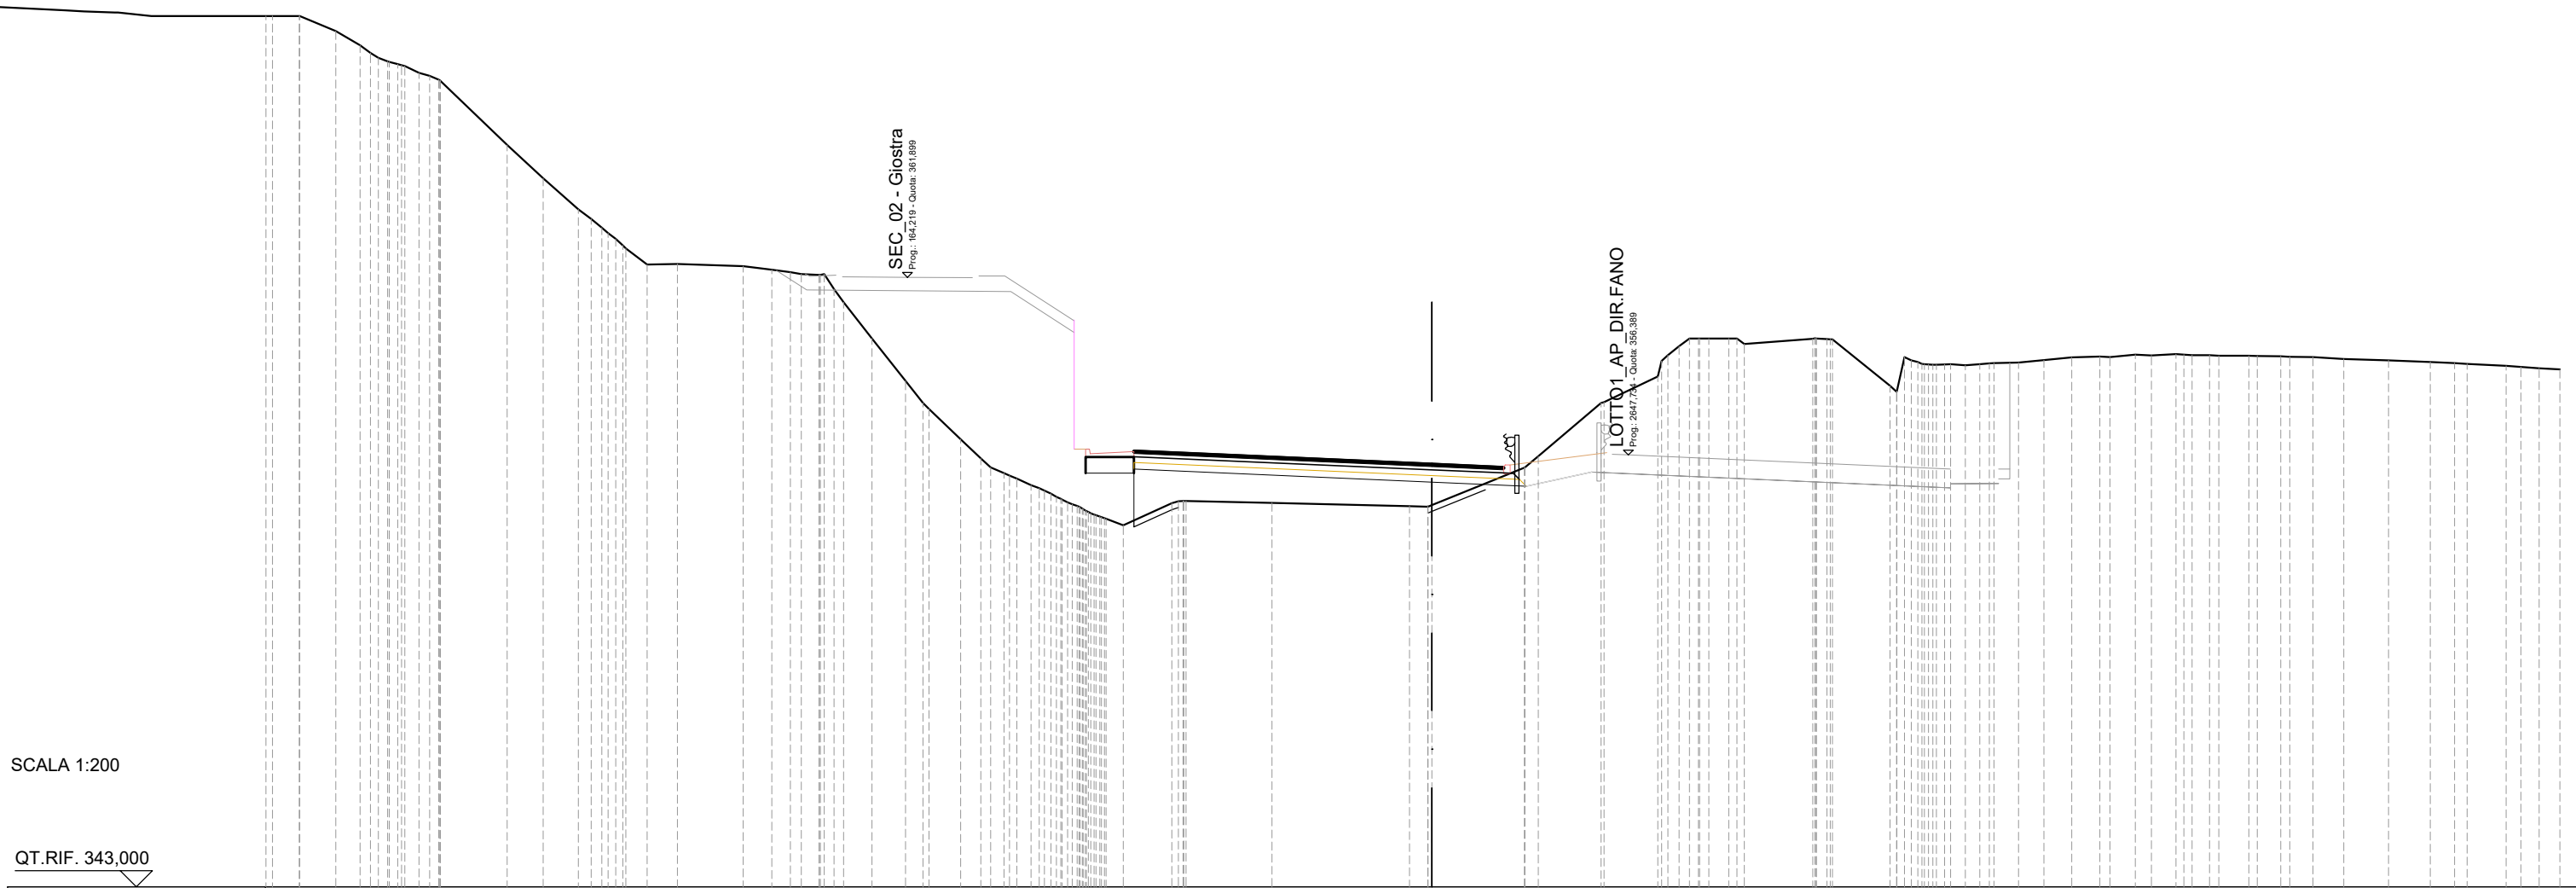 SEC_02 - Giostra
Prog.: 164,219 - Quota: 361,899
LOTTO1_AP_DIR.FANO
Prog.: 2647,734 - Quota: 356,389
SCALA 1:200
QT.RIF. 343,000